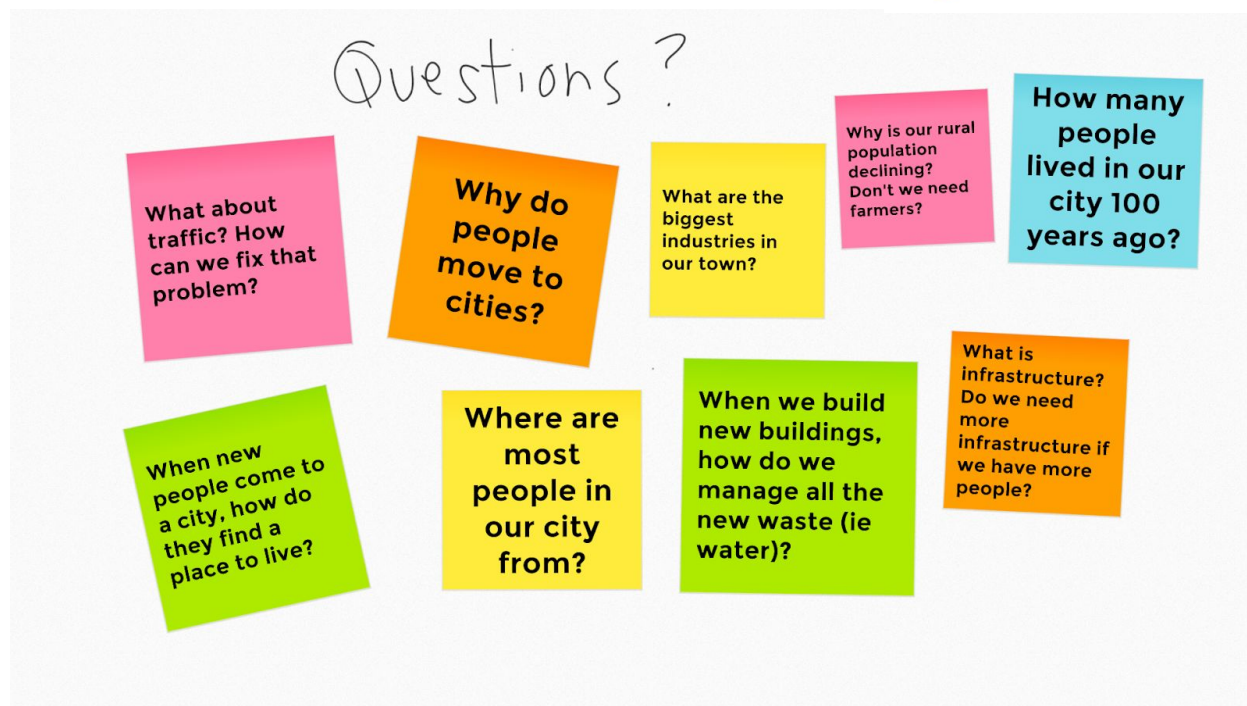 Questions?
What about
traffic? How
can we fix that
problem?
Why do
people
move to
cities?
What are the
biggest
industries in
our town?
Why is our rural
population
declining?
Don't we need
farmers?
How many
people
lived in our
city 100
years ago?
When new
people come to
a city, how do
they find a
place to live?
Where are
most
people in
our city
from?
When we build
new buildings,
how do we
manage all the
new waste (ie
water)?
What is
infrastructure?
Do we need
more
infrastructure if
we have more
people?